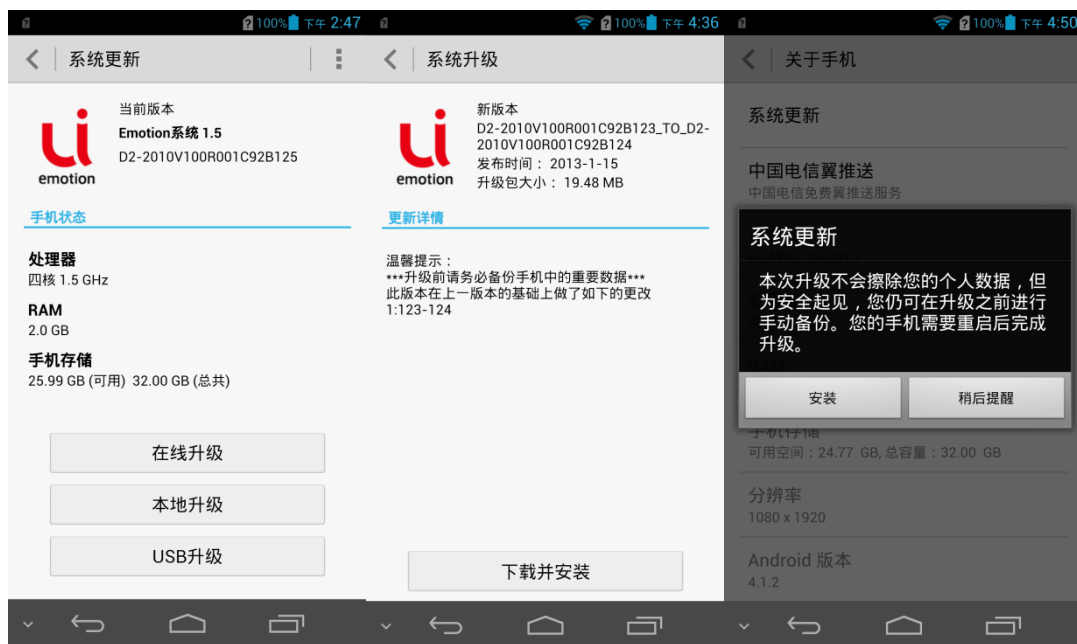 100% 下午 2:47
系统更新
emotion
当前版本
Emotion系统 1.5
D2-2010V100R001C92B125
手机状态
处理器
四核 1.5 GHz
RAM
2.0 GB
手机存储
25.99 GB (可用) 32.00 GB (总共)
在线升级
本地升级
USB升级
100% 下午 4:36
系统升级
emotion
新版本
D2-2010V100R001C92B123_TO_D2-
2010V100R001C92B124
发布时间： 2013-1-15
升级包大小： 19.48 MB
更新详情
温馨提示：
***升级前请务必备份手机中的重要数据***
此版本在上一版本的基础上做了如下的更改
1:123-124
下载并安装
100% 下午 4:50
关于手机
系统更新
中国电信翼推送
中国电信免费翼推送服务
系统更新
本次升级不会擦除您的个人数据，但
为安全起见，您仍可在升级之前进行
手动备份。您的手机需要重启后完成
升级。
安装
稍后提醒
手机存储
可用空间：24.77 GB, 总容量：32.00 GB
分辨率
1080 x 1920
Android 版本
4.1.2